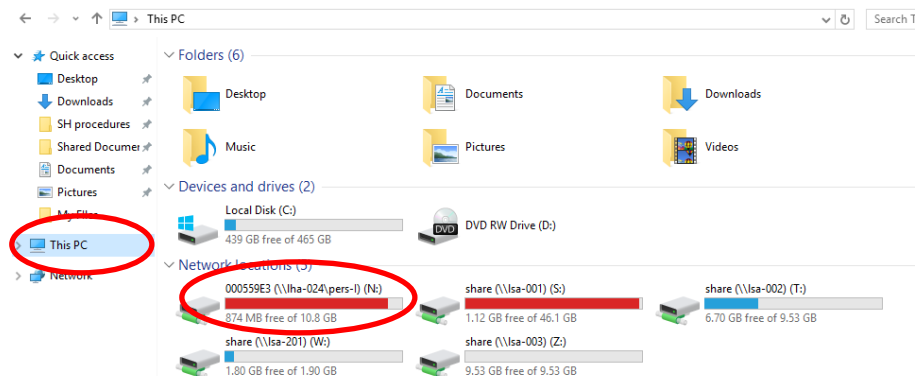 This PC
Search T
Quick access
Desktop
Downloads
SH procedures
Shared Documer
Documents
Pictures
My Files
This PC
Network
Folders (6)
Desktop
Documents
Downloads
Music
Pictures
Videos
Devices and drives (2)
Local Disk (C:)
439 GB free of 465 GB
DVD
DVD RW Drive (D:)
Network locations (5)
000559E3 (\\lha-024\pers-l) (N:)
874 MB free of 10.8 GB
share (\\lsa-001) (S:)
1.12 GB free of 46.1 GB
share (\\lsa-002) (T:)
6.70 GB free of 9.53 GB
share (\\lsa-201) (W:)
1.80 GB free of 1.90 GB
share (\\lsa-003) (Z:)
9.53 GB free of 9.53 GB